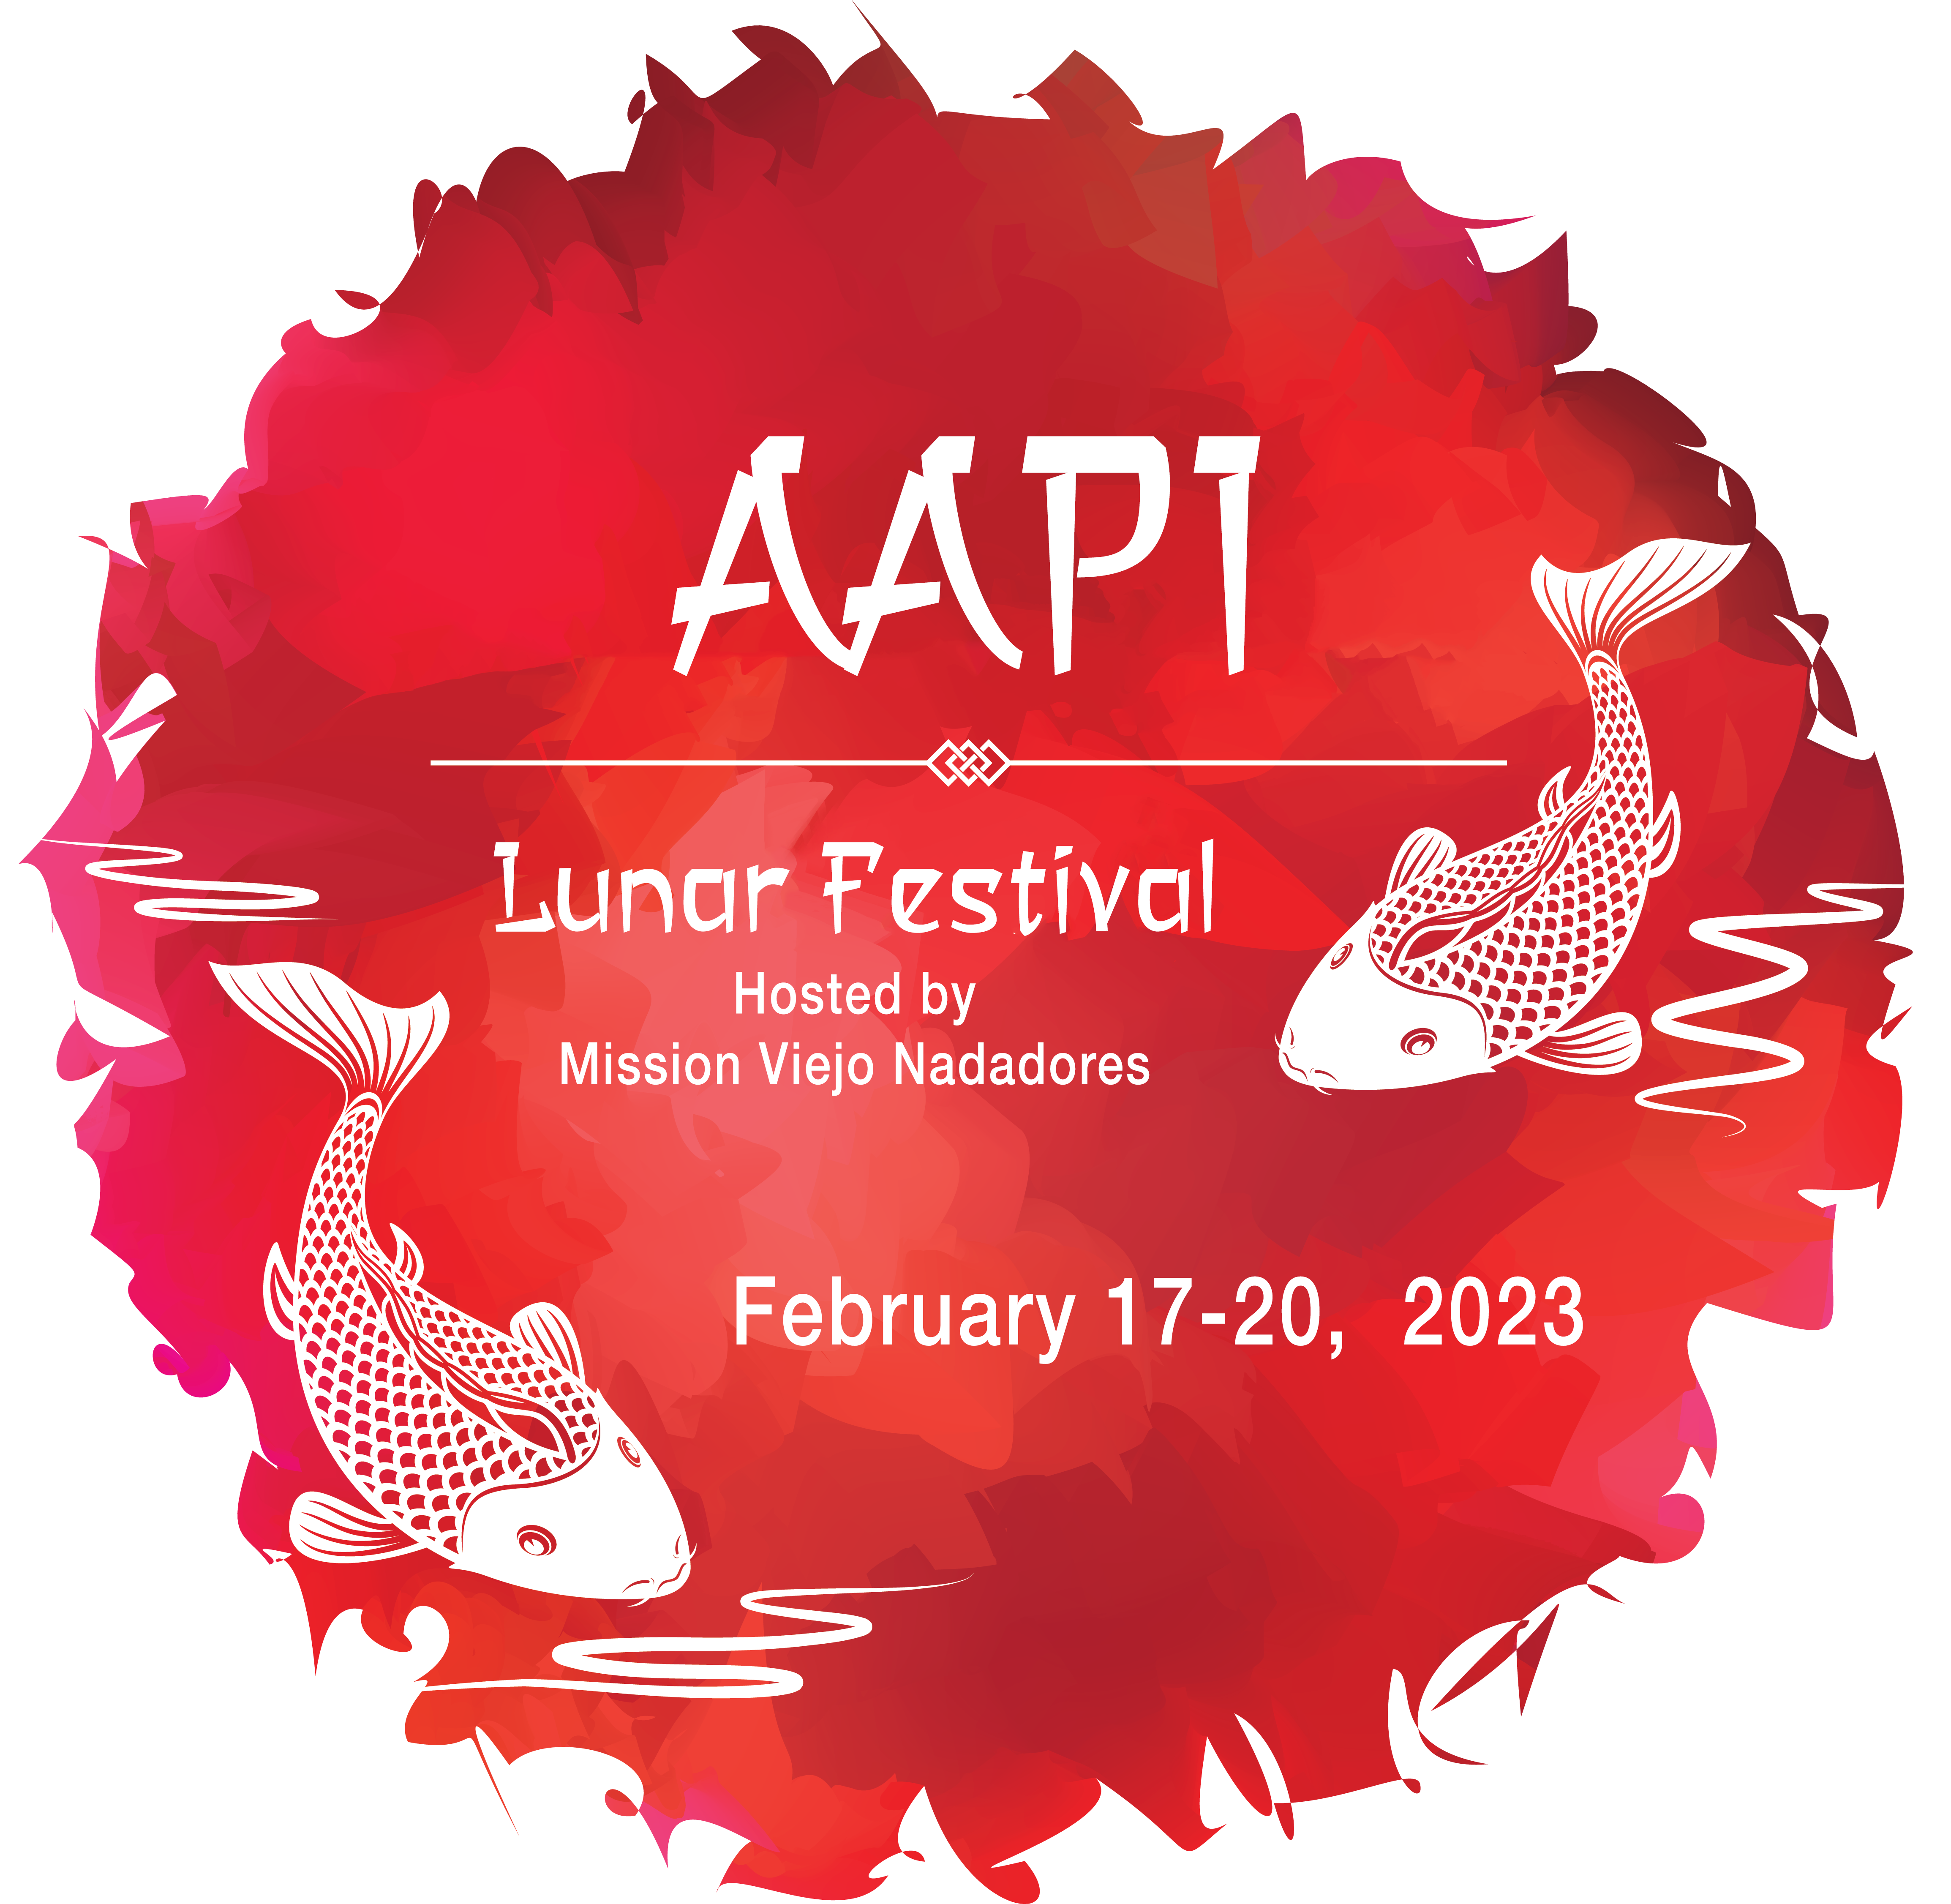 AAPI
Lunar Festival
Hosted by
Mission Viejo Nadadores
February 17-20, 2023